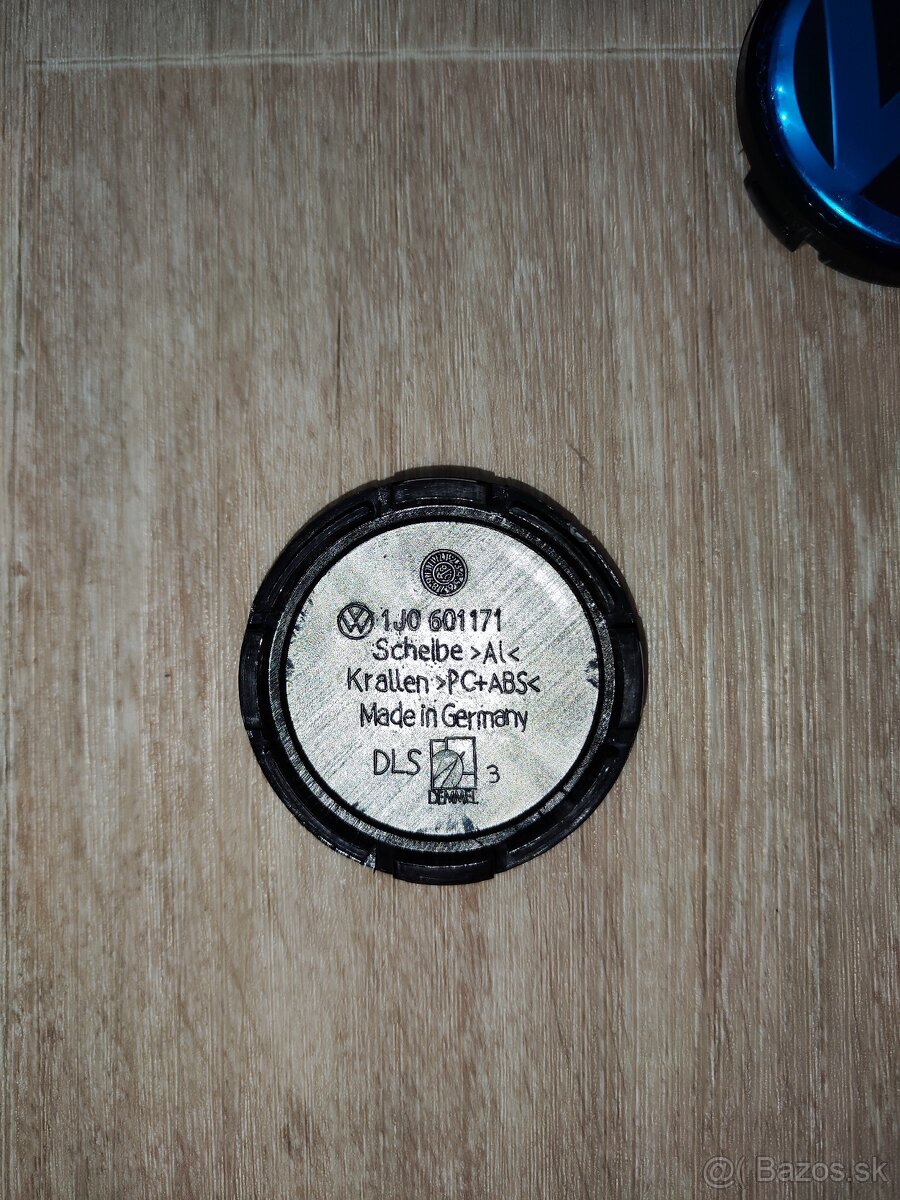 1J0 601171
Scheibe >Al<
Krallen >PC+ABS<
Made in Germany
DLS 3
DEMMEL
@( Bazos.sk